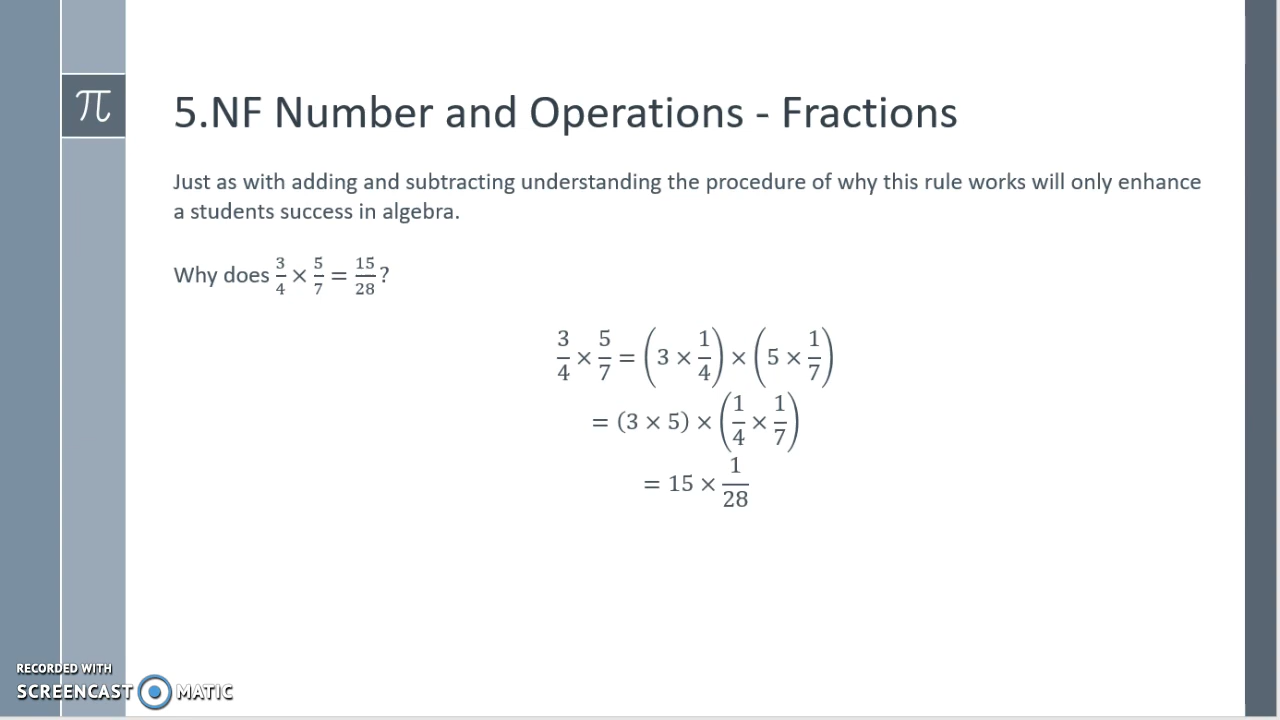 π
5.NF Number and Operations - Fractions
Just as with adding and subtracting understanding the procedure of why this rule works will only enhance
a students success in algebra.
Why does 3/4 × 5/7 = 15/28?
3/4 × 5/7 = (3 × 1/4) × (5 × 1/7)
= (3 × 5) × (1/4 × 1/7)
= 15 × 1/28
RECORDED WITH
SCREENCAST MATIC